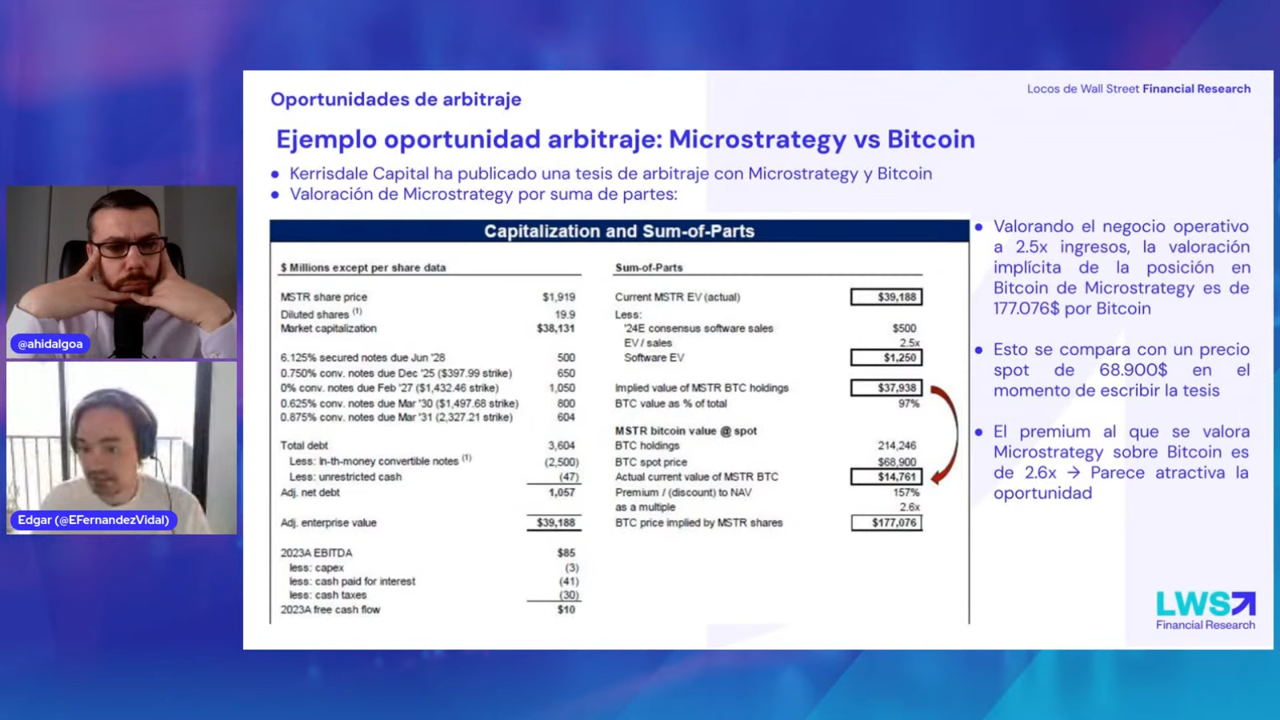 Oportunidades de arbitraje
Locos de Wall Street Financial Research
Ejemplo oportunidad arbitraje: Microstrategy vs Bitcoin
● Kerrisdale Capital ha publicado una tesis de arbitraje con Microstrategy y Bitcoin
● Valoración de Microstrategy por suma de partes:
Capitalization and Sum-of-Parts
$ Millions except per share data
MSTR share price $1,919
Diluted shares (1) 19.9
Market capitalization $38,131
6.125% secured notes due Jun '28 500
0.750% conv. notes due Dec '25 ($397.99 strike) 650
0% conv. notes due Feb '27 ($1,432.46 strike) 1,050
0.625% conv. notes due Mar '30 ($1,497.68 strike) 800
0.875% conv. notes due Mar '31 (2,327.21 strike) 604
Total debt 3,604
Less: In-th-money convertible notes (1) (2,500)
Less: unrestricted cash (47)
Adj. net debt 1,057
Adj. enterprise value $39,188
2023A EBITDA $85
less: capex (3)
less: cash paid for interest (41)
less: cash taxes (30)
2023A free cash flow $10
Sum-of-Parts
Current MSTR EV (actual) $39,188
Less:
'24E consensus software sales $500
EV / sales 2.5x
Software EV $1,250
Implied value of MSTR BTC holdings $37,938
BTC value as % of total 97%
MSTR bitcoin value @ spot
BTC holdings 214,246
BTC spot price $68,900
Actual current value of MSTR BTC $14,761
Premium / (discount) to NAV 157%
as a multiple 2.6x
BTC price implied by MSTR shares $177,076
● Valorando el negocio operativo
a 2.5x ingresos, la valoración
implícita de la posición en
Bitcoin de Microstrategy es de
177.076$ por Bitcoin
● Esto se compara con un precio
spot de 68.900$ en el
momento de escribir la tesis
● El premium al que se valora
Microstrategy sobre Bitcoin es
de 2.6x → Parece atractiva la
oportunidad
@ahidalgoa
Edgar (@EFernandezVidal)
LWS
Financial Research